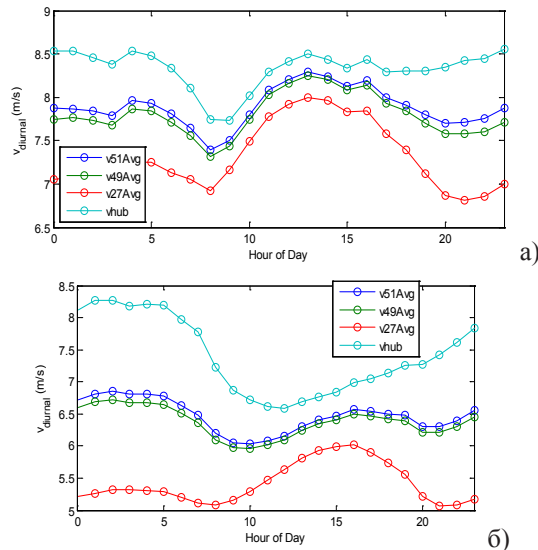 9
8.5
8
7.5
7
6.5
v_diurnal (m/s)
v51Avg
v49Avg
v27Avg
vhub
0 5 10 15 20
Hour of Day
а)
8.5
8
7.5
7
6.5
6
5.5
5
v_diurnal (m/s)
v51Avg
v49Avg
v27Avg
vhub
0 5 10 15 20
Hour of Day
б)